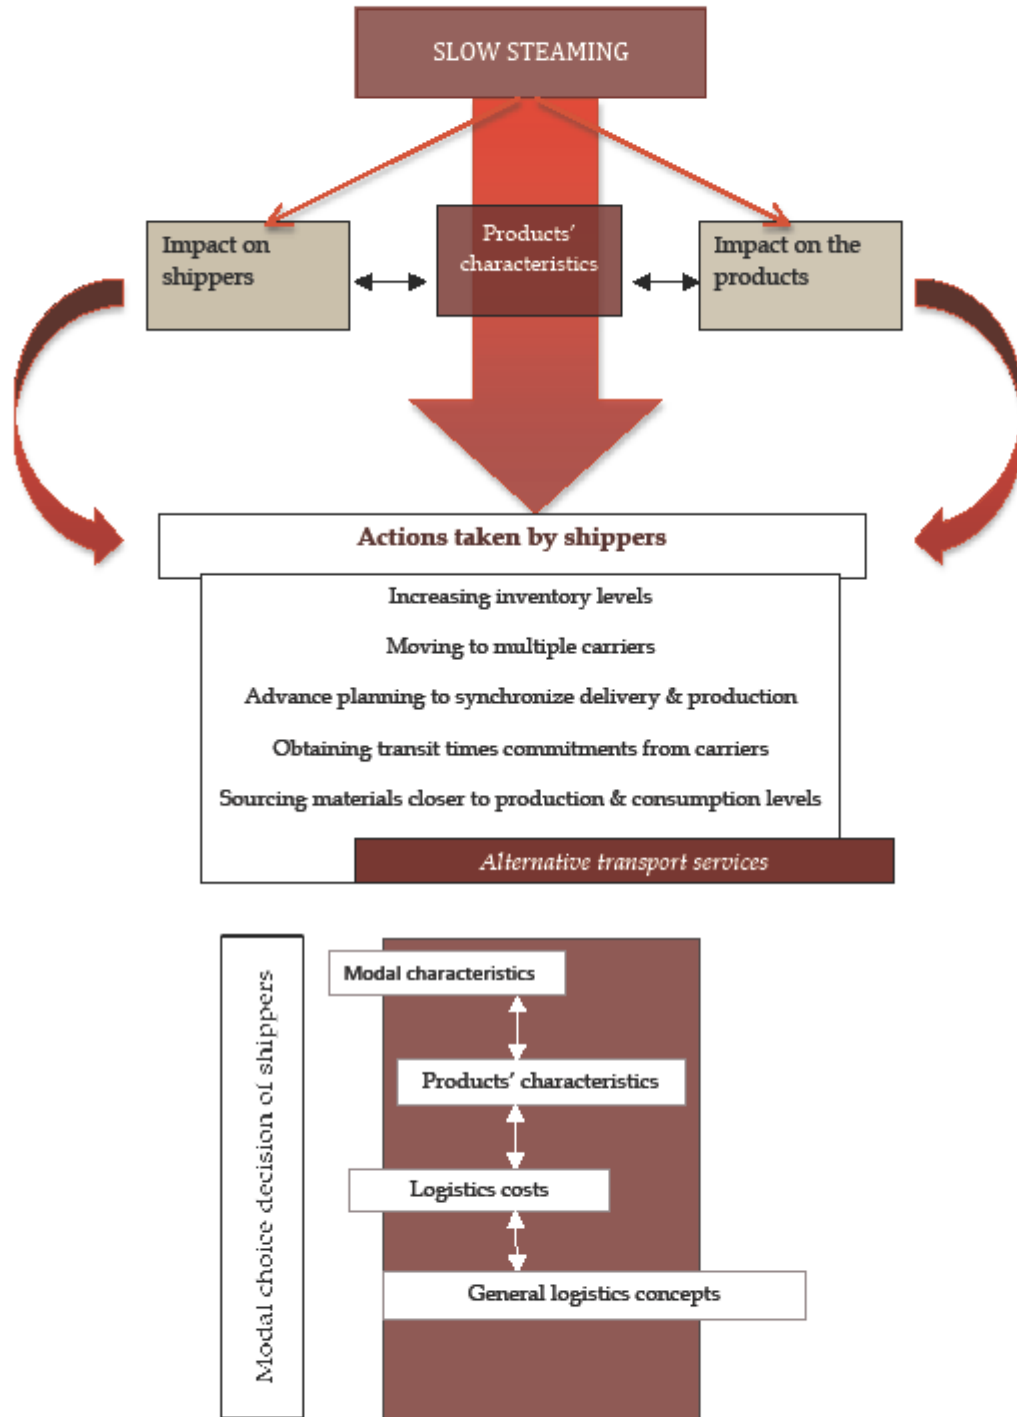 SLOW STEAMING
Impact on
shippers
Products’
characteristics
Impact on the
products
Actions taken by shippers
Increasing inventory levels
Moving to multiple carriers
Advance planning to synchronize delivery & production
Obtaining transit times commitments from carriers
Sourcing materials closer to production & consumption levels
Alternative transport services
Modal choice decision of shippers
Modal characteristics
Products’ characteristics
Logistics costs
General logistics concepts